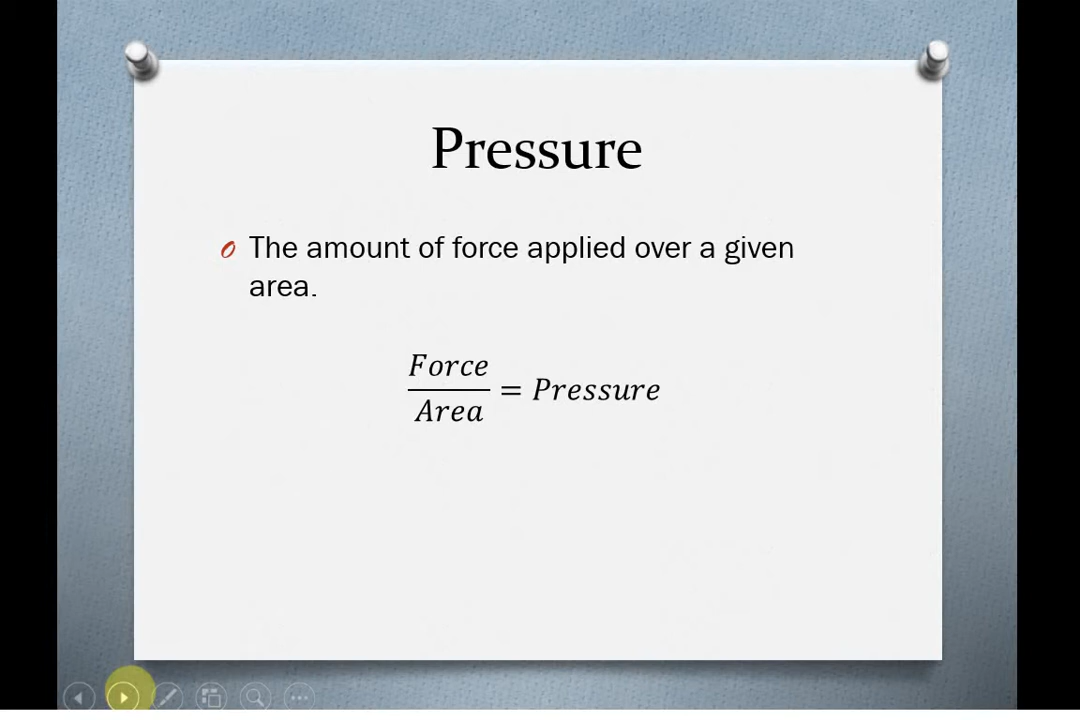 Pressure
The amount of force applied over a given
area.
Force
Area
= Pressure